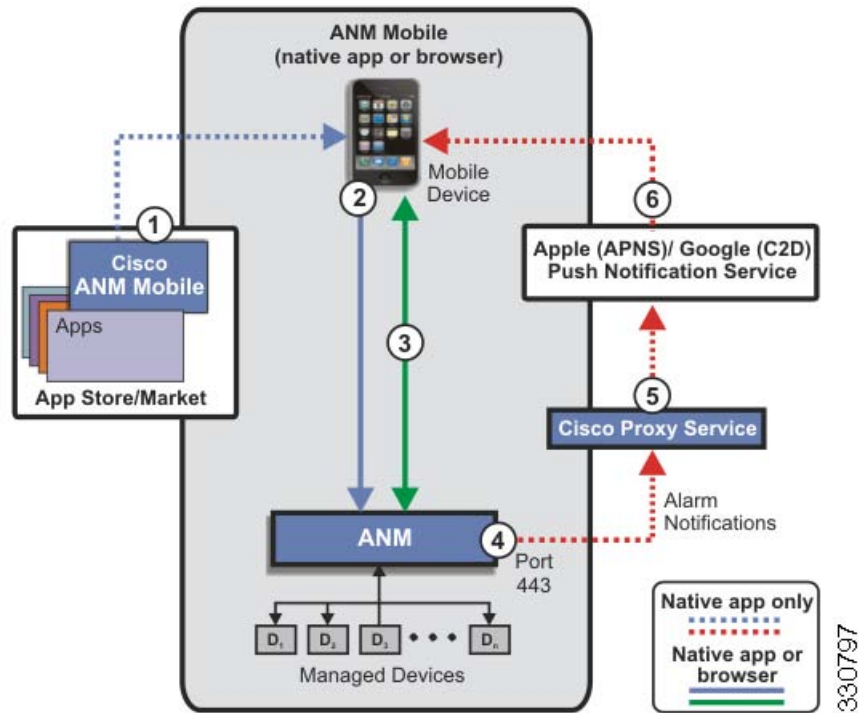 ANM Mobile
(native app or browser)
Mobile
Device
1
2
3
4
5
6
Cisco
ANM Mobile
Apps
App Store/Market
Apple (APNS)/ Google (C2D)
Push Notification Service
Cisco Proxy Service
Alarm
Notifications
ANM
Port
443
D1 D2 D3 • • • Dn
Managed Devices
Native app only
Native app or
browser
330797